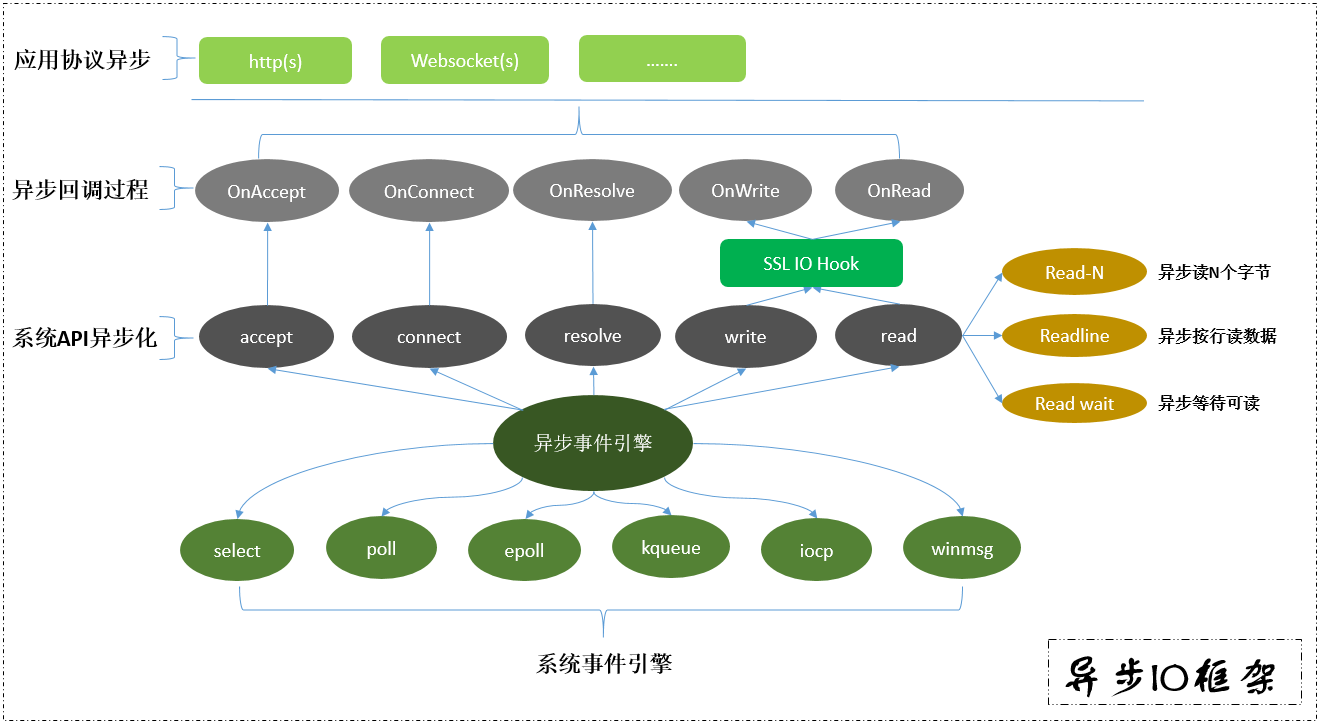 应用协议异步
http(s)
Websocket(s)
.......
异步回调过程
OnAccept
OnConnect
OnResolve
OnWrite
OnRead
SSL IO Hook
系统API异步化
accept
connect
resolve
write
read
Read-N
异步读N个字节
Readline
异步按行读数据
Read wait
异步等待可读
异步事件引擎
select
poll
epoll
kqueue
iocp
winmsg
系统事件引擎
异步IO框架